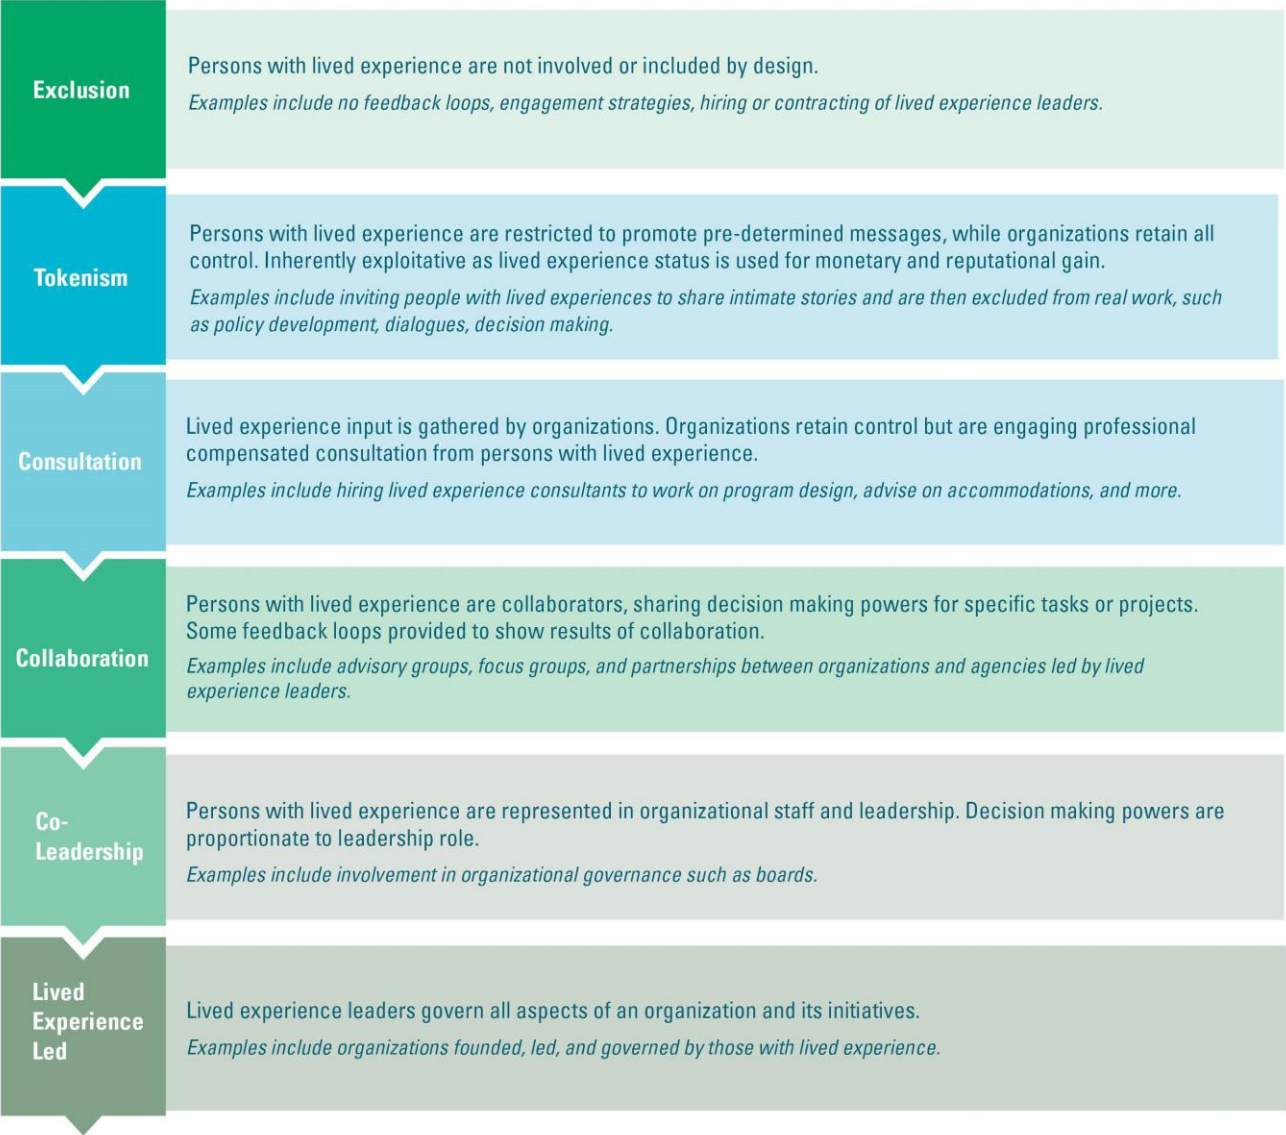 Exclusion
Persons with lived experience are not involved or included by design.
Examples include no feedback loops, engagement strategies, hiring or contracting of lived experience leaders.
Tokenism
Persons with lived experience are restricted to promote pre-determined messages, while organizations retain all
control. Inherently exploitative as lived experience status is used for monetary and reputational gain.
Examples include inviting people with lived experiences to share intimate stories and are then excluded from real work, such
as policy development, dialogues, decision making.
Consultation
Lived experience input is gathered by organizations. Organizations retain control but are engaging professional
compensated consultation from persons with lived experience.
Examples include hiring lived experience consultants to work on program design, advise on accommodations, and more.
Collaboration
Persons with lived experience are collaborators, sharing decision making powers for specific tasks or projects.
Some feedback loops provided to show results of collaboration.
Examples include advisory groups, focus groups, and partnerships between organizations and agencies led by lived
experience leaders.
Co-
Leadership
Persons with lived experience are represented in organizational staff and leadership. Decision making powers are
proportionate to leadership role.
Examples include involvement in organizational governance such as boards.
Lived
Experience
Led
Lived experience leaders govern all aspects of an organization and its initiatives.
Examples include organizations founded, led, and governed by those with lived experience.